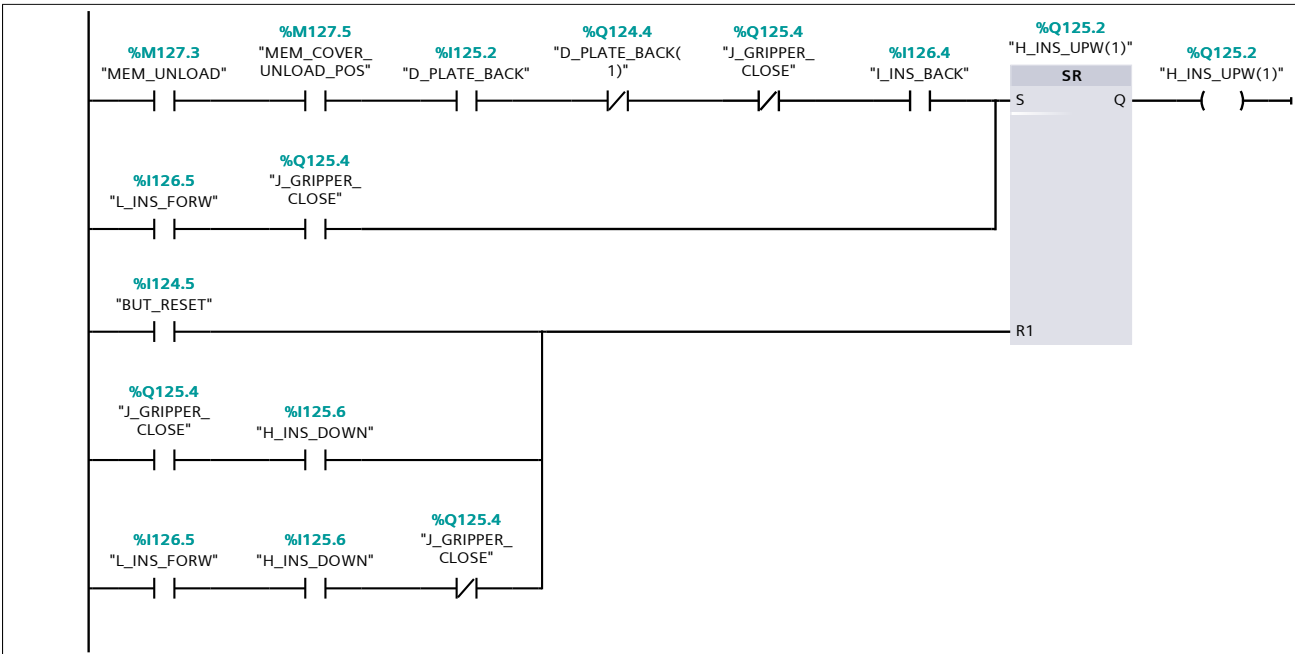 %Q125.2
%M127.5
%Q124.4
%Q125.4
"H_INS_UPW(1)"
%M127.3
"MEM_COVER_
%I125.2
"D_PLATE_BACK(
"J_GRIPPER_
%I126.4
%Q125.2
"MEM_UNLOAD"
UNLOAD_POS"
"D_PLATE_BACK"
1)"
CLOSE"
"I_INS_BACK"
SR
"H_INS_UPW(1)"
S
Q
%Q125.4
%I126.5
"J_GRIPPER_
"L_INS_FORW"
CLOSE"
%I124.5
"BUT_RESET"
R1
%Q125.4
"J_GRIPPER_
%I125.6
CLOSE"
"H_INS_DOWN"
%Q125.4
%I126.5
%I125.6
"J_GRIPPER_
"L_INS_FORW"
"H_INS_DOWN"
CLOSE"